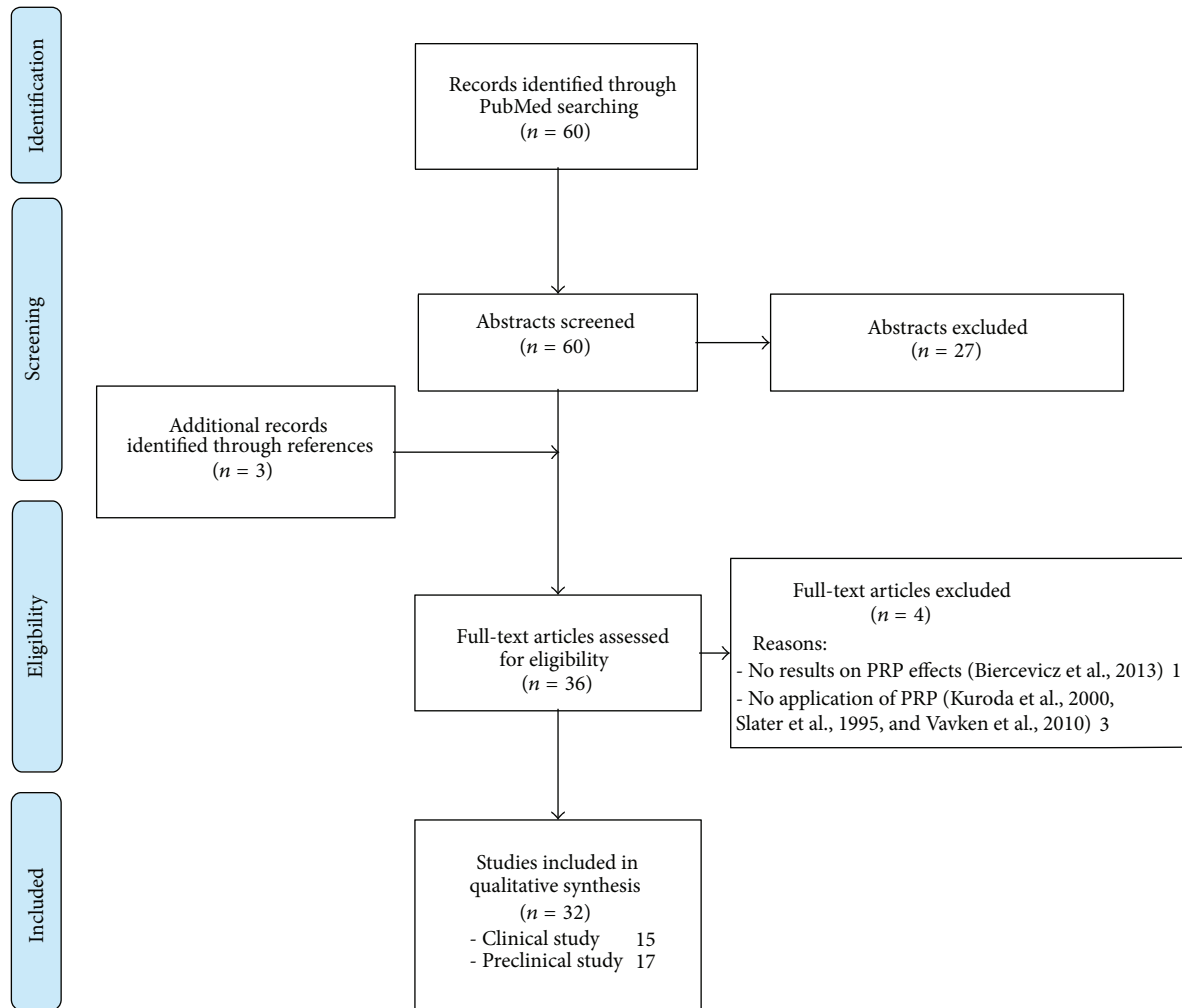 Identification
Records identified through
PubMed searching
(n = 60)
Screening
Abstracts screened
(n = 60)
Abstracts excluded
(n = 27)
Additional records
identified through references
(n = 3)
Eligibility
Full-text articles assessed
for eligibility
(n = 36)
Full-text articles excluded
(n = 4)
Reasons:
- No results on PRP effects (Biercevicz et al., 2013) 1
- No application of PRP (Kuroda et al., 2000,
Slater et al., 1995, and Vavken et al., 2010) 3
Included
Studies included in
qualitative synthesis
(n = 32)
- Clinical study 15
- Preclinical study 17